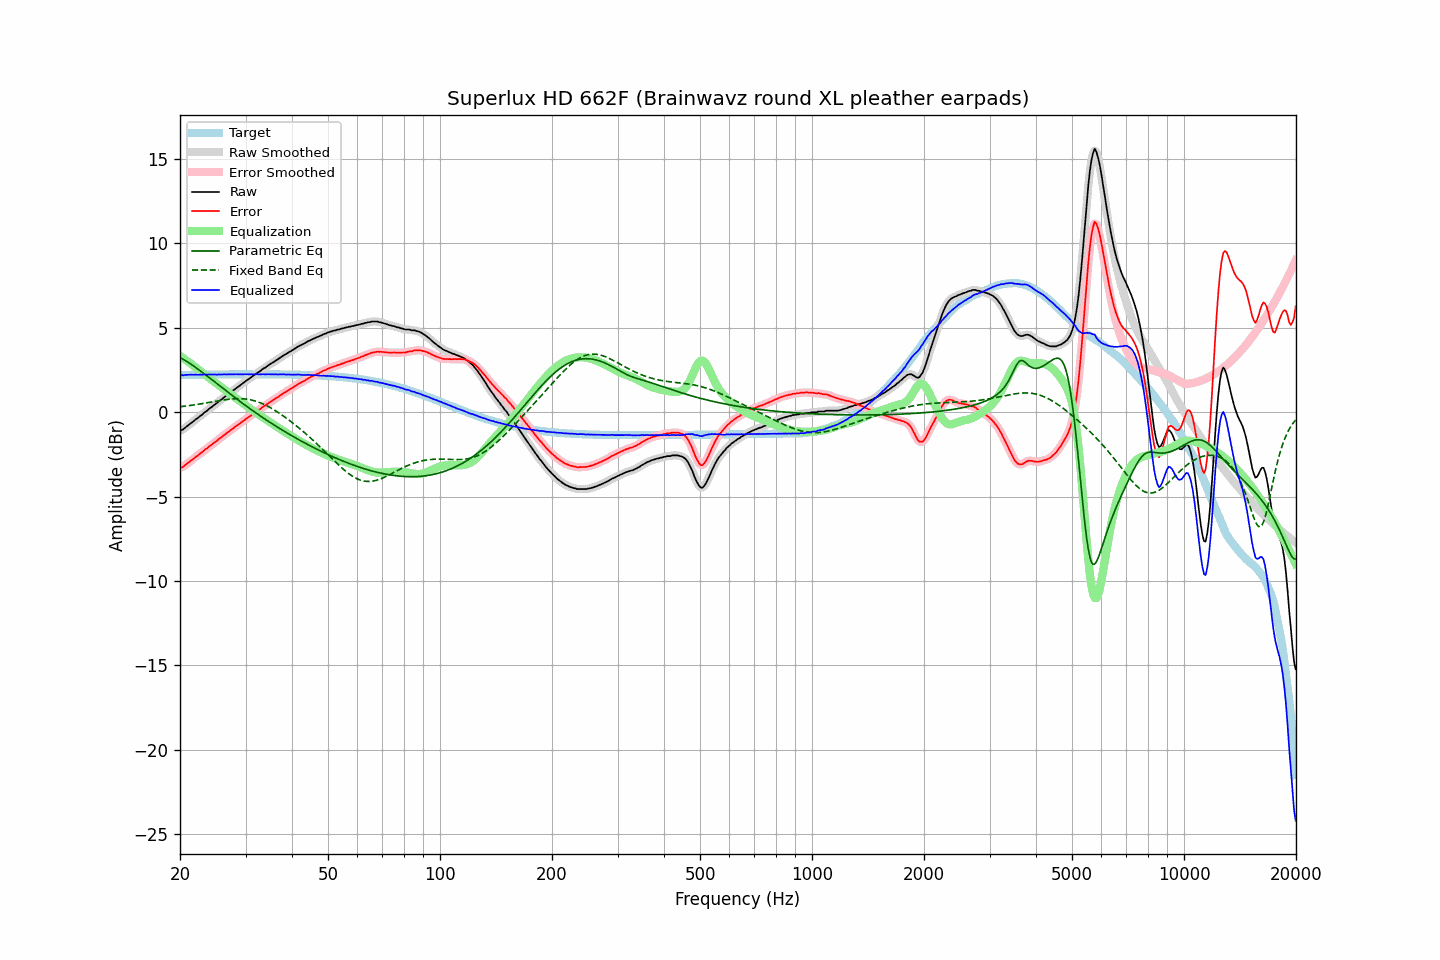 Superlux HD 662F (Brainwavz round XL pleather earpads)
Target
Raw Smoothed
Error Smoothed
Raw
Error
Equalization
Parametric Eq
Fixed Band Eq
Equalized
15
10
5
0
−5
−10
−15
−20
−25
Amplitude (dBr)
20 50 100 200 500 1000 2000 5000 10000 20000
Frequency (Hz)